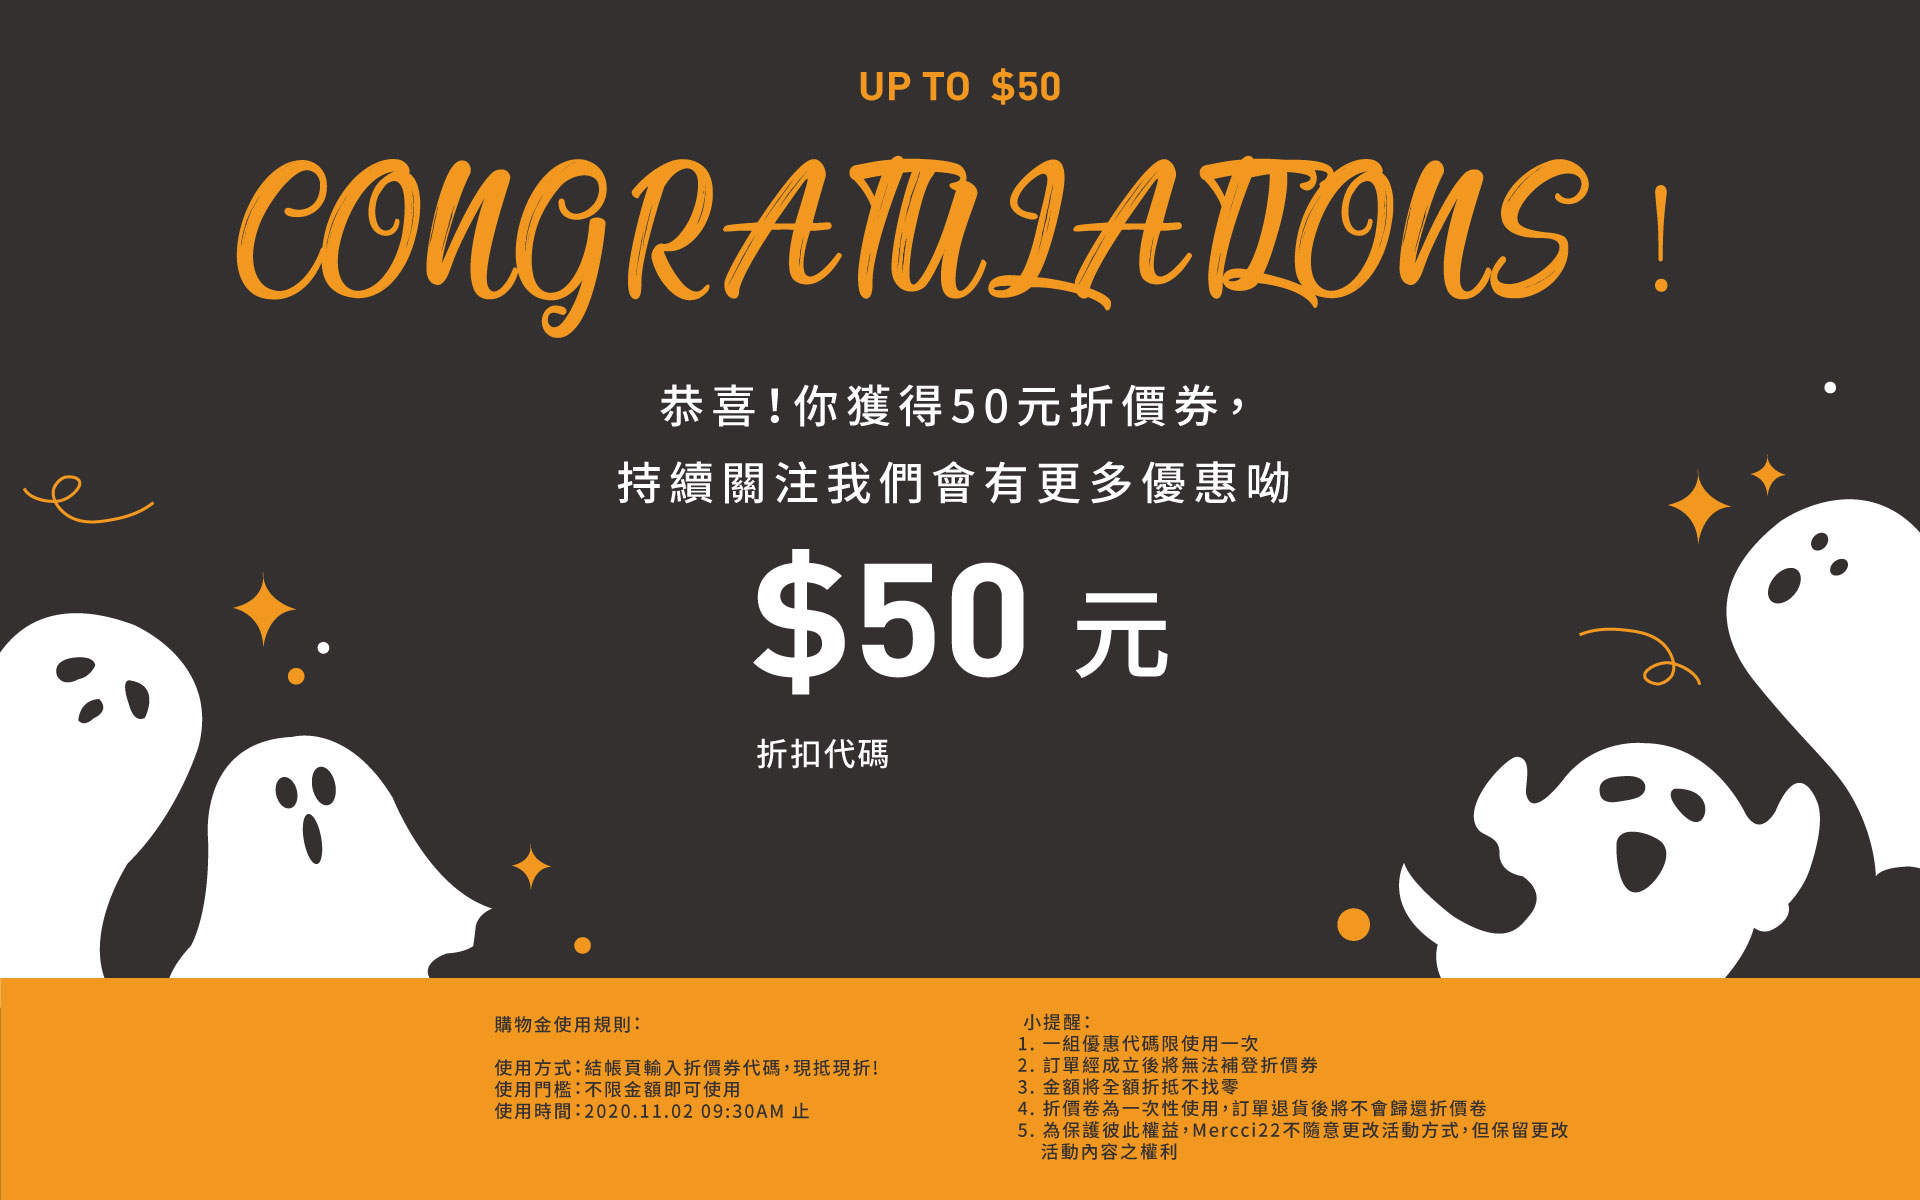 UP TO $50
CONGRATULATIONS !
恭喜!你獲得50元折價券,
持續關注我們會有更多優惠呦
$50 元
折扣代碼
購物金使用規則:
使用方式:結帳頁輸入折價券代碼,現抵現折!
使用門檻:不限金額即可使用
使用時間:2020.11.02 09:30AM 止
小提醒:
1. 一組優惠代碼限使用一次
2. 訂單經成立後將無法補登折價券
3. 金額將全額折抵不找零
4. 折價卷為一次性使用,訂單退貨後將不會歸還折價卷
5. 為保護彼此權益,Mercci22不隨意更改活動方式,但保留更改
活動內容之權利